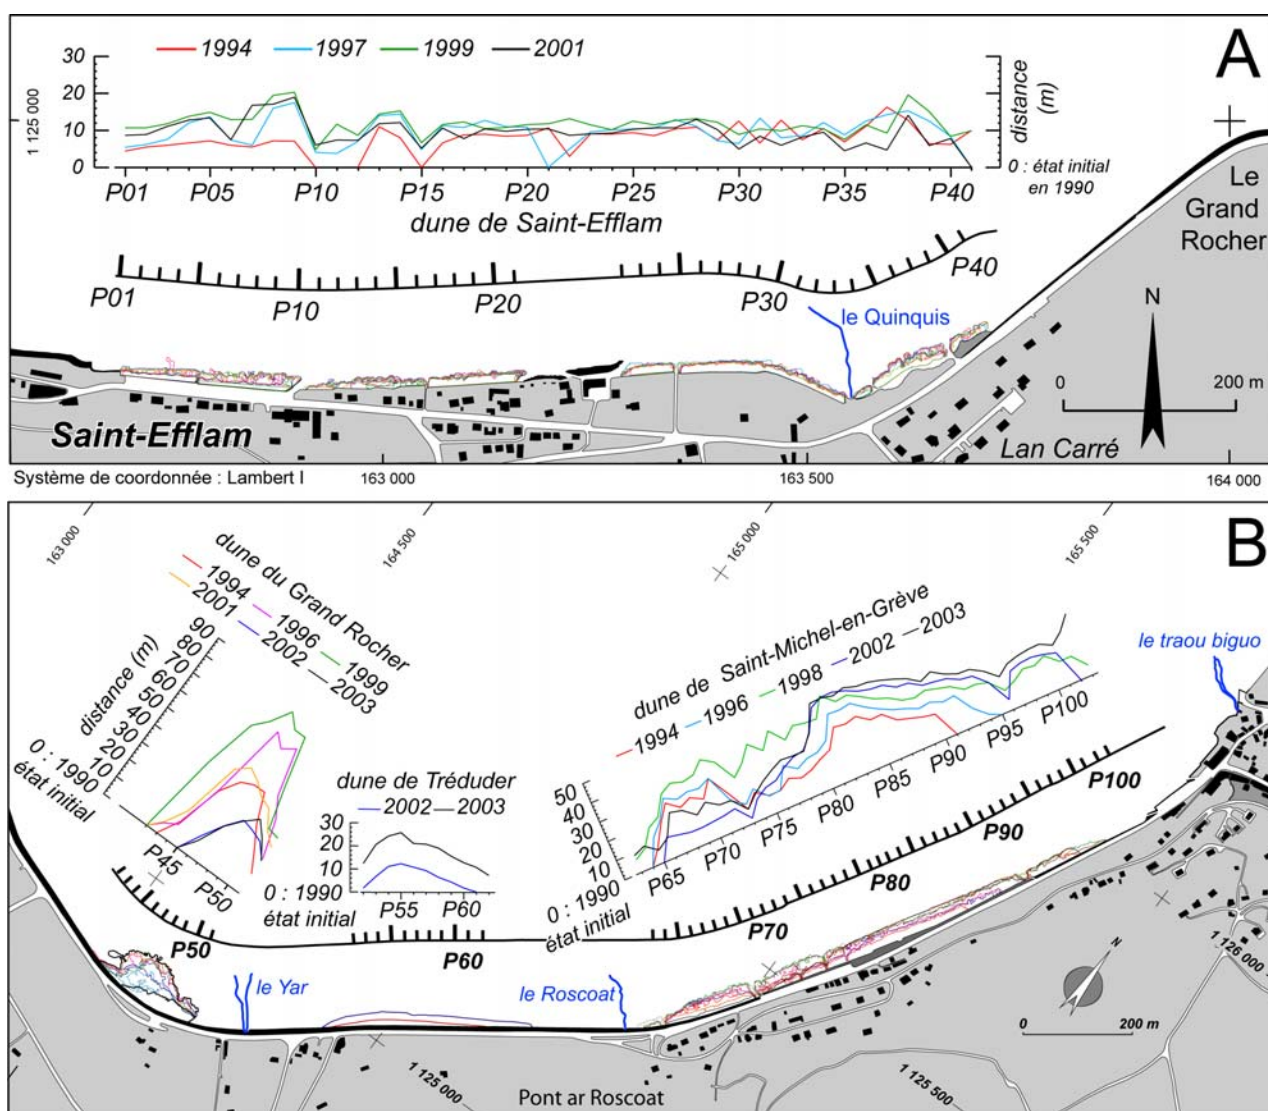 A
1994 1997 1999 2001
30
20
10
0
1 125 000
distance (m)
30
20
10
0 : état initial
en 1990
P01 P05 P10 P15 P20 P25 P30 P35 P40
dune de Saint-Efflam
P01 P10 P20 P30 P40
Le
Grand
Rocher
le Quinquis
N
0 200 m
Saint-Efflam
Lan Carré
Système de coordonnée : Lambert I
163 000 163 500 164 000
B
163 000 164 500 165 000 165 500
dune du Grand Rocher
1994 1996 1999
2001 2002 2003
distance (m)
90
80
70
60
50
40
30
20
10
0 : 1990
état initial
P45 P50
dune de Tréduder
2002 2003
30
20
10
0 : 1990
état initial
P55 P60
dune de Saint-Michel-en-Grève
1994 1996 1998 2002 2003
50
40
30
20
10
0 : 1990
état initial
P65 P70 P75 P80 P85 P90 P95 P100
le traou biguo
P50 P60 P70 P80 P90 P100
le Yar
le Roscoat
N
0 200 m
1 126 000
1 125 000
1 125 500
Pont ar Roscoat